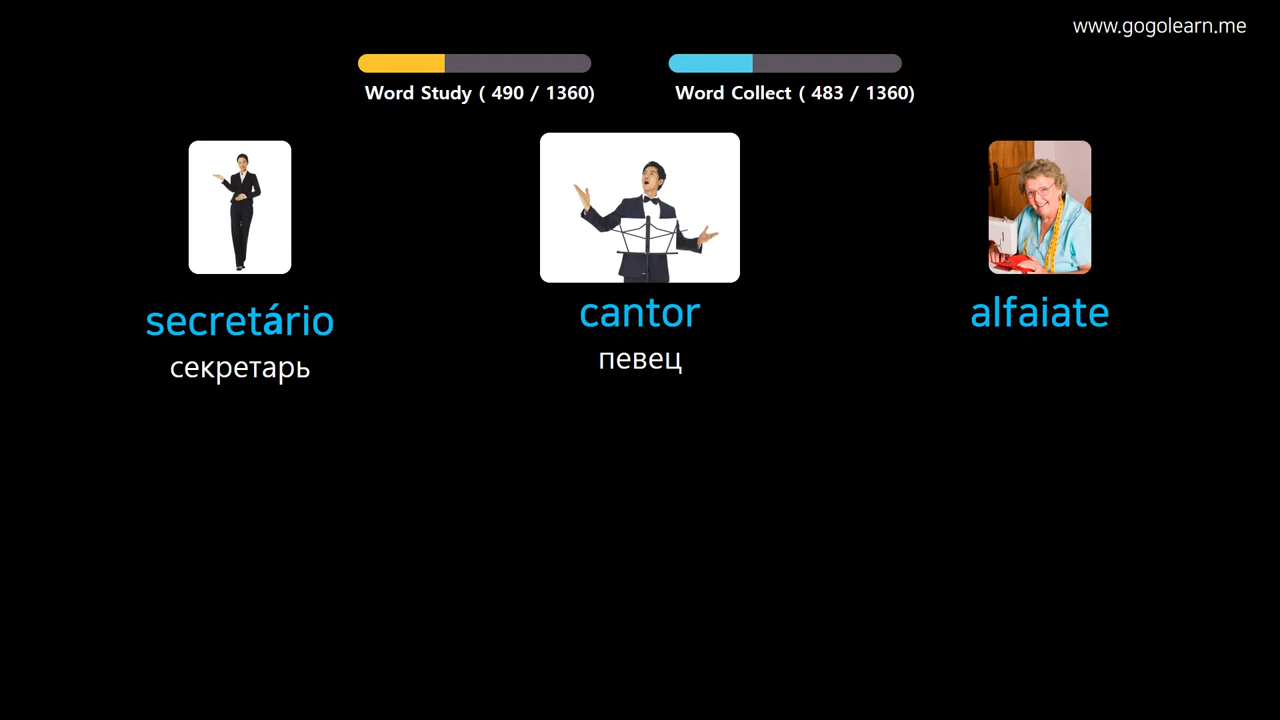 www.gogolearn.me
Word Study ( 490 / 1360)
Word Collect ( 483 / 1360)
secretário
cantor
alfaiate
секретарь
певец